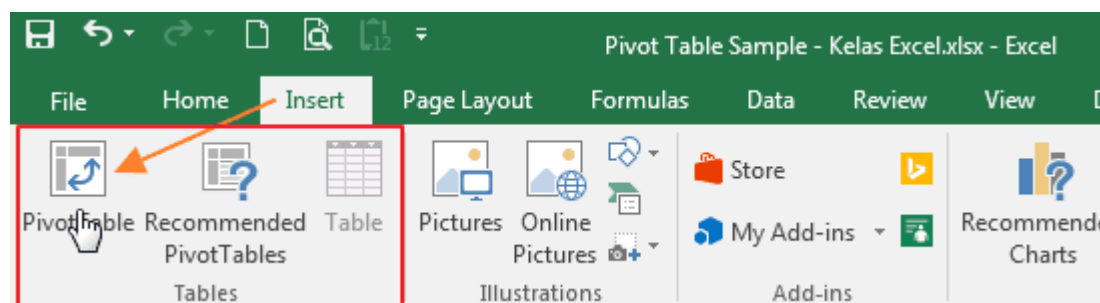 Pivot Table Sample - Kelas Excel.xlsx - Excel
File Home Insert Page Layout Formulas Data Review View
PivotTable Recommended PivotTables Table
Pictures Online Pictures
Store
My Add-ins
Recommende Charts
Tables Illustrations Add-ins